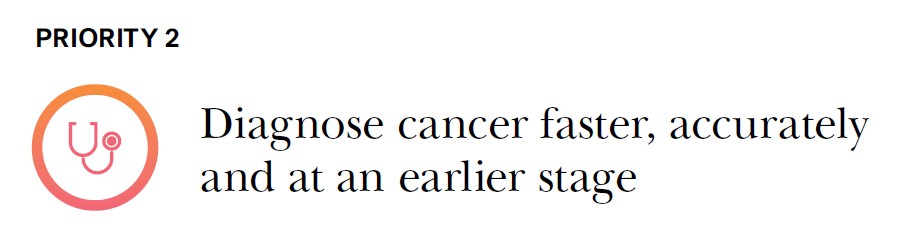 PRIORITY 2
Diagnose cancer faster, accurately
and at an earlier stage